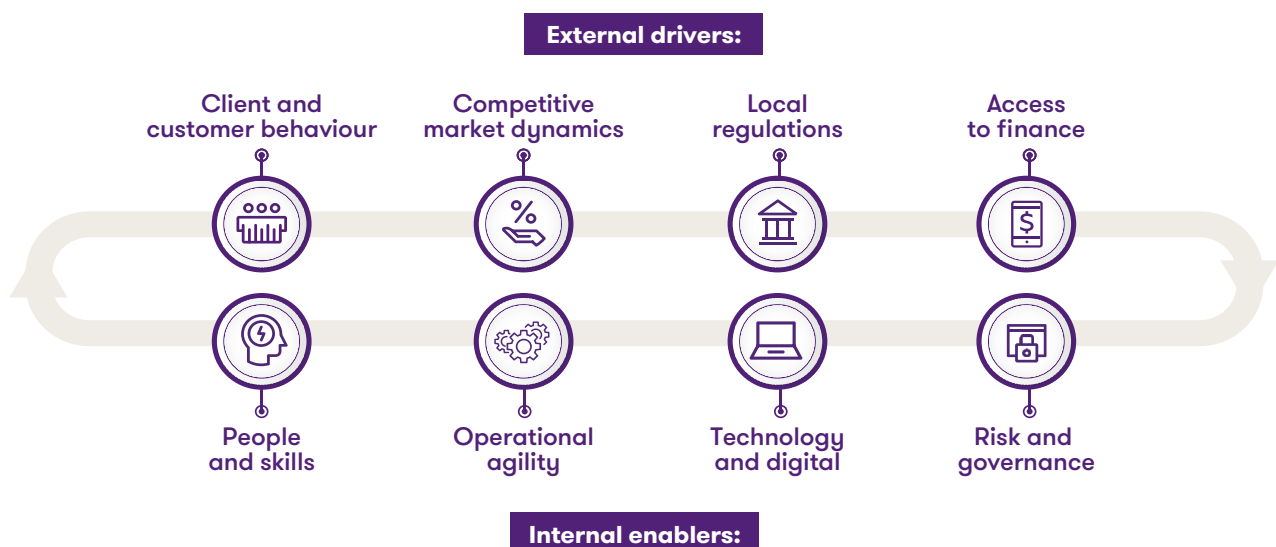 External drivers:
Client and
customer behaviour
Competitive
market dynamics
Local
regulations
Access
to finance
%
$
People
and skills
Operational
agility
Technology
and digital
Risk and
governance
Internal enablers: